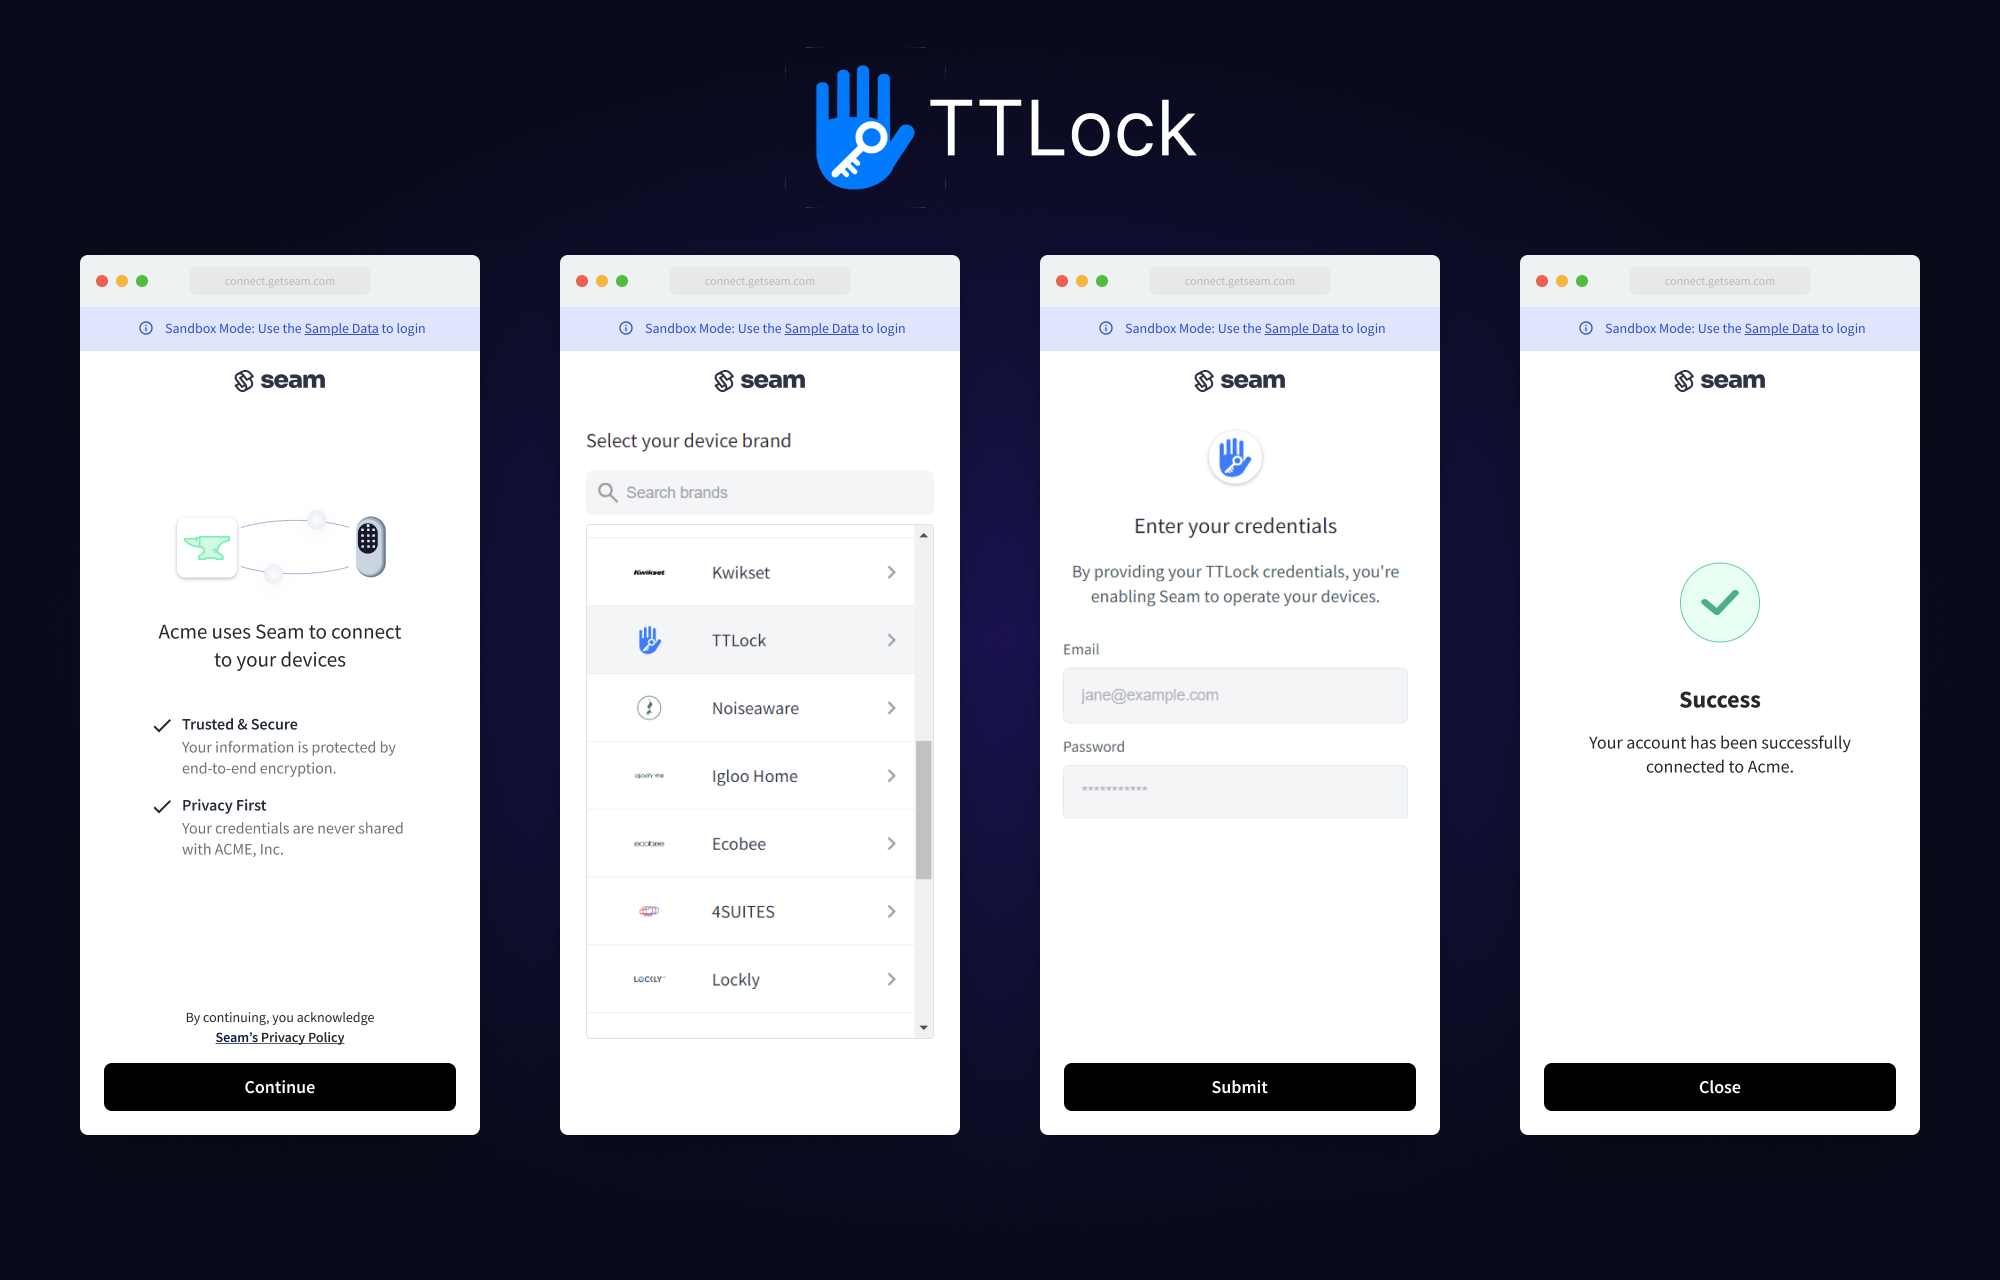 TTLock
connect.getseam.com
Sandbox Mode: Use the Sample Data to login
seam
Acme uses Seam to connect
to your devices
Trusted & Secure
Your information is protected by
end-to-end encryption.
Privacy First
Your credentials are never shared
with ACME, Inc.
By continuing, you acknowledge
Seam's Privacy Policy
Continue
connect.getseam.com
Sandbox Mode: Use the Sample Data to login
seam
Select your device brand
Search brands
Kwikset Kwikset
TTLock
Noiseaware
igloohome Igloo Home
ecobee Ecobee
4SUITES
LOCKLY Lockly
connect.getseam.com
Sandbox Mode: Use the Sample Data to login
seam
Enter your credentials
By providing your TTLock credentials, you're
enabling Seam to operate your devices.
Email
jane@example.com
Password
***********
Submit
connect.getseam.com
Sandbox Mode: Use the Sample Data to login
seam
Success
Your account has been successfully
connected to Acme.
Close